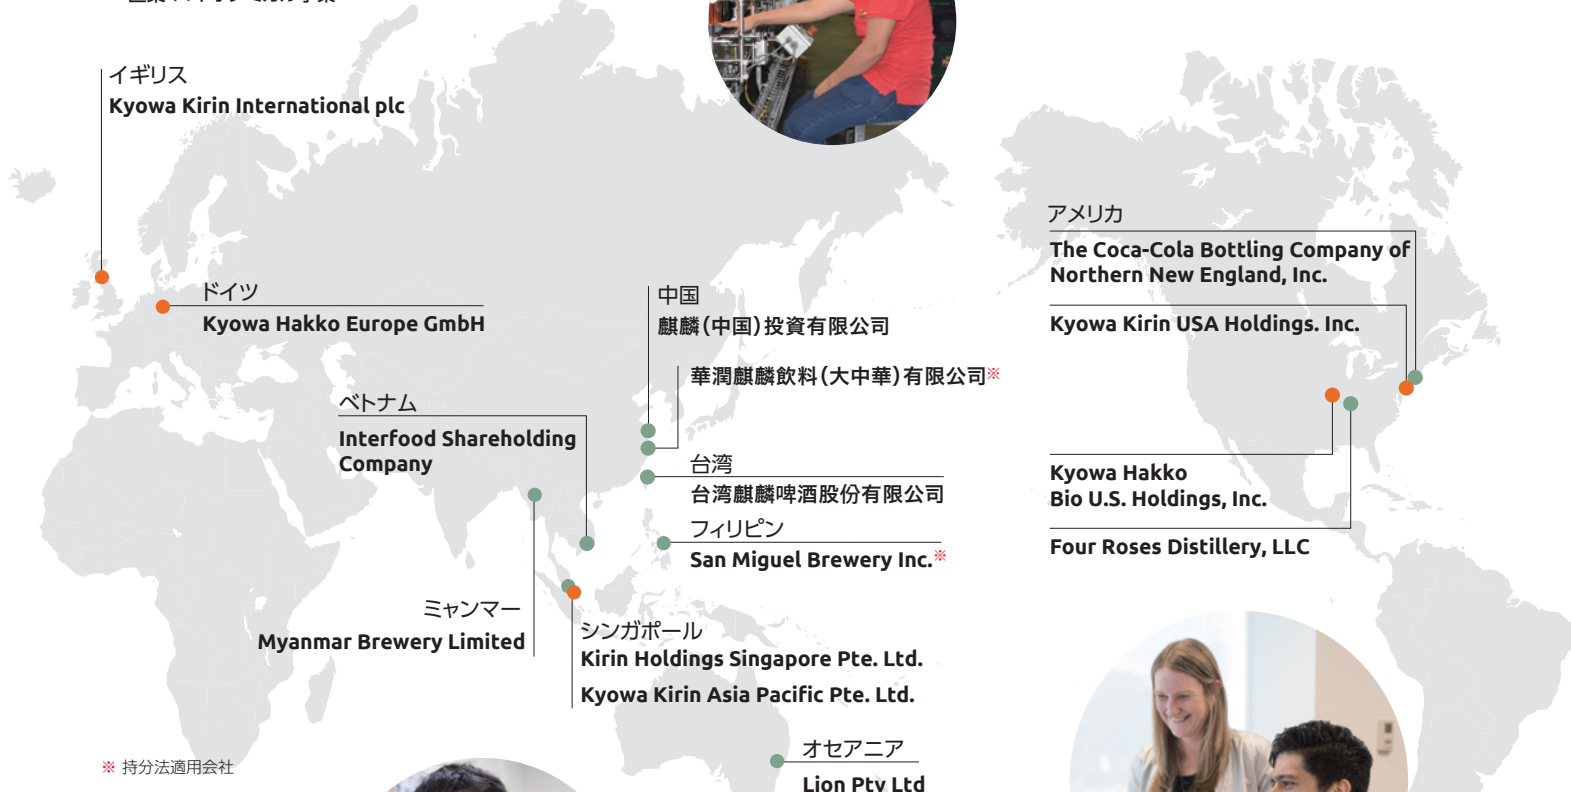 イギリス
Kyowa Kirin International plc
ドイツ
Kyowa Hakko Europe GmbH
中国
麒麟(中国)投資有限公司
華潤麒麟飲料(大中華)有限公司※
ベトナム
Interfood Shareholding
Company
台湾
台湾麒麟啤酒股份有限公司
フィリピン
San Miguel Brewery Inc.※
ミャンマー
Myanmar Brewery Limited
シンガポール
Kirin Holdings Singapore Pte. Ltd.
Kyowa Kirin Asia Pacific Pte. Ltd.
オセアニア
Lion Pty Ltd
アメリカ
The Coca-Cola Bottling Company of
Northern New England, Inc.
Kyowa Kirin USA Holdings. Inc.
Kyowa Hakko
Bio U.S. Holdings, Inc.
Four Roses Distillery, LLC
※ 持分法適用会社